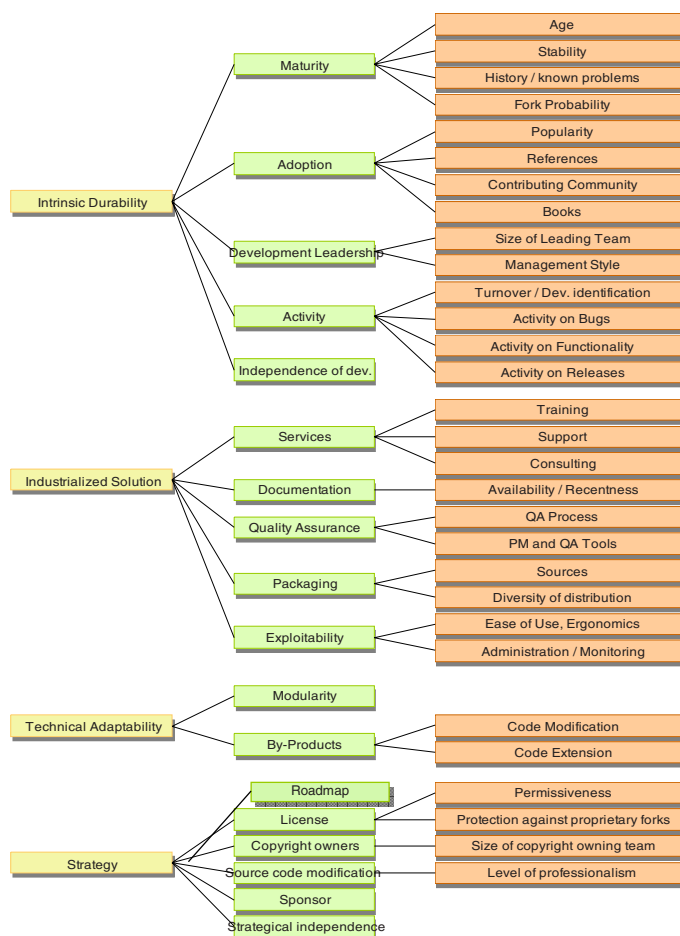 Age
Maturity
Stability
History / known problems
Fork Probability
Popularity
Adoption
References
Contributing Community
Intrinsic Durability
Books
Size of Leading Team
Development Leadership
Management Style
Turnover / Dev. identification
Activity
Activity on Bugs
Activity on Functionality
Independence of dev.
Activity on Releases
Training
Services
Support
Consulting
Industrialized Solution
Documentation
Availability / Recentness
QA Process
Quality Assurance
PM and QA Tools
Sources
Packaging
Diversity of distribution
Ease of Use, Ergonomics
Exploitability
Administration / Monitoring
Modularity
Technical Adaptability
Code Modification
By-Products
Code Extension
Roadmap
Permissiveness
License
Protection against proprietary forks
Copyright owners
Size of copyright owning team
Strategy
Source code modification
Level of professionalism
Sponsor
Strategical independence